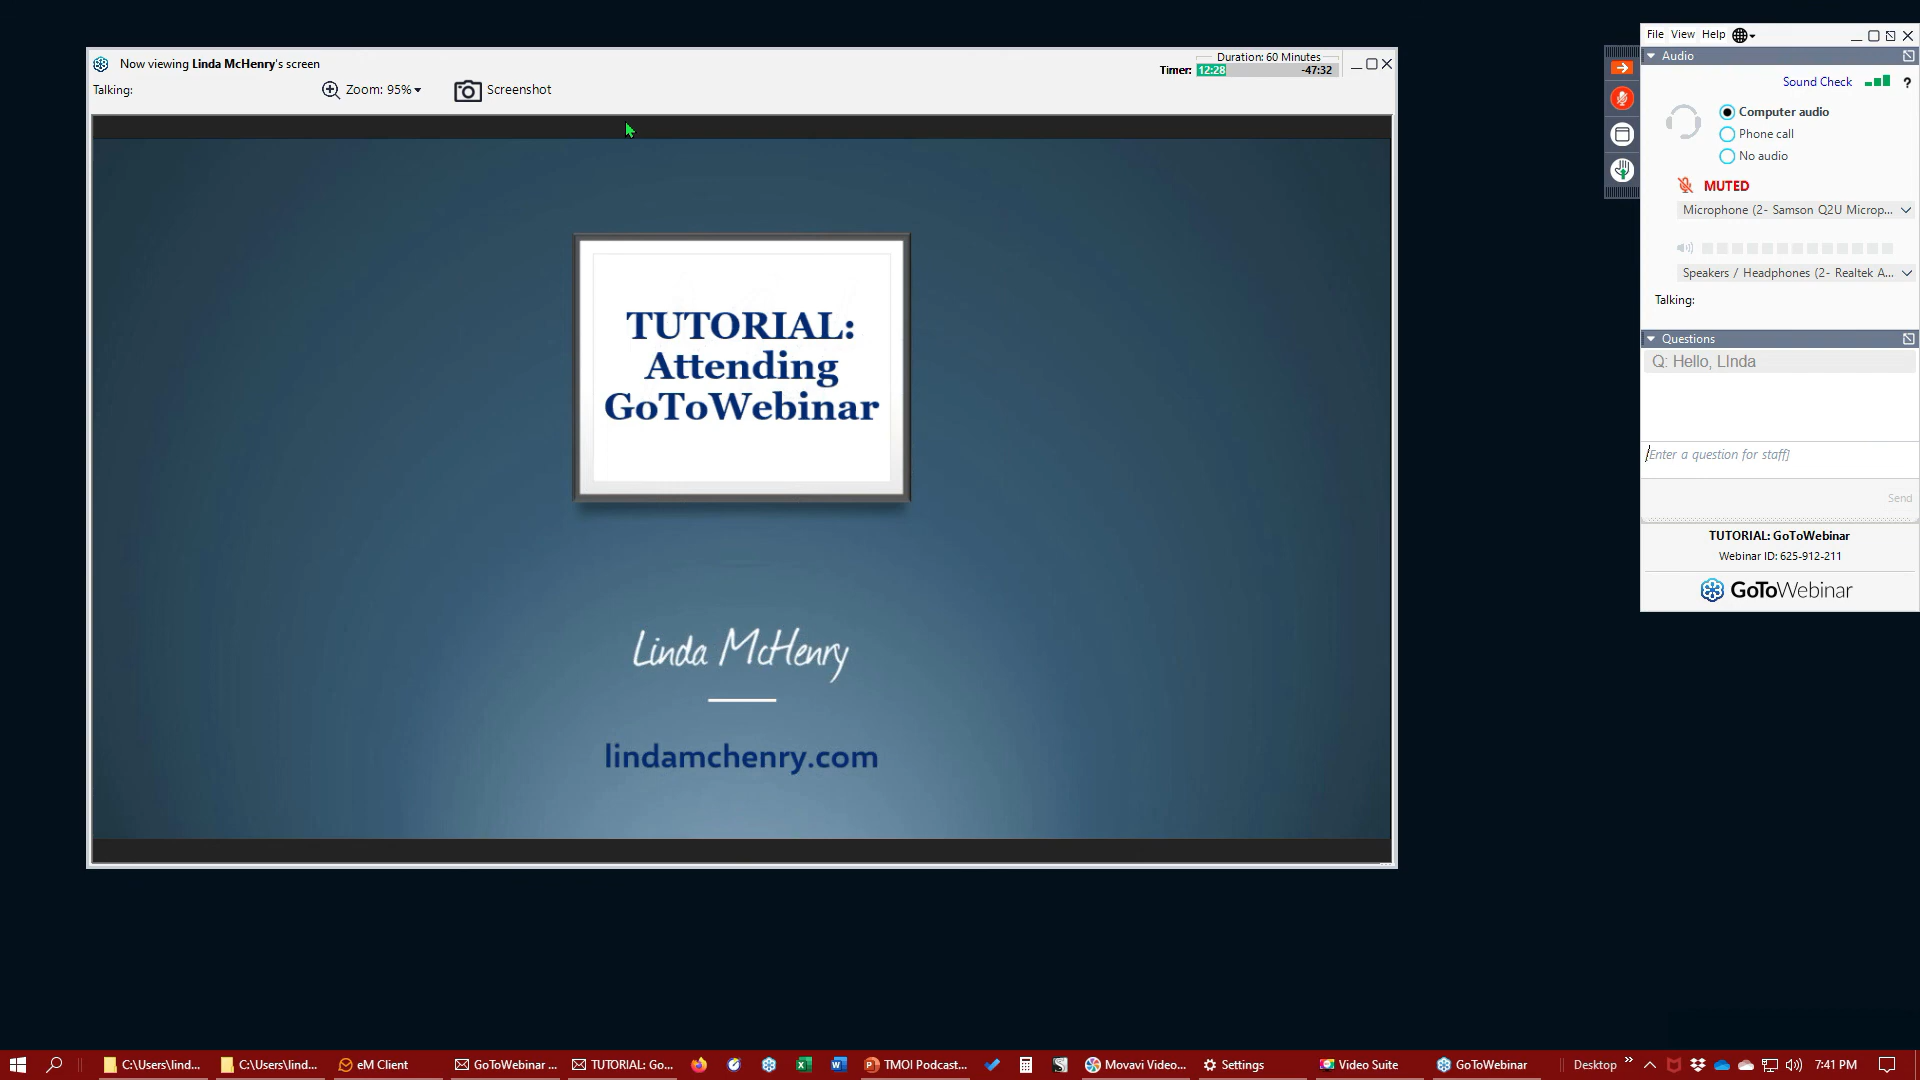 Now viewing Linda McHenry's screen
Duration: 60 Minutes
Timer: 12:28 -47:32
Talking:
Zoom: 95%
Screenshot
TUTORIAL:
Attending
GoToWebinar
Linda McHenry
lindamchenry.com
File View Help
Audio
Sound Check ?
Computer audio
Phone call
No audio
MUTED
Microphone (2- Samson Q2U Microp...
Speakers / Headphones (2- Realtek A...
Talking:
Questions
Q: Hello, LInda
[Enter a question for staff]
Send
TUTORIAL: GoToWebinar
Webinar ID: 625-912-211
GoToWebinar
C:\Users\lind...
C:\Users\lind...
eM Client
GoToWebinar ...
TUTORIAL: Go...
TMOI Podcast...
Movavi Video...
Settings
Video Suite
GoToWebinar
Desktop
7:41 PM